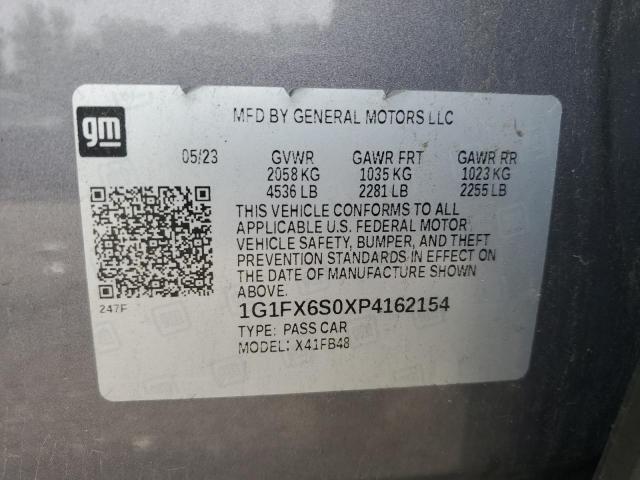 gm
MFD BY GENERAL MOTORS LLC
05/23 GVWR GAWR FRT GAWR RR
2058 KG 1035 KG 1023 KG
4536 LB 2281 LB 2255 LB
THIS VEHICLE CONFORMS TO ALL
APPLICABLE U.S. FEDERAL MOTOR
VEHICLE SAFETY, BUMPER, AND THEFT
PREVENTION STANDARDS IN EFFECT ON
THE DATE OF MANUFACTURE SHOWN
ABOVE.
247F
1G1FX6S0XP4162154
TYPE: PASS CAR
MODEL: X41FB48